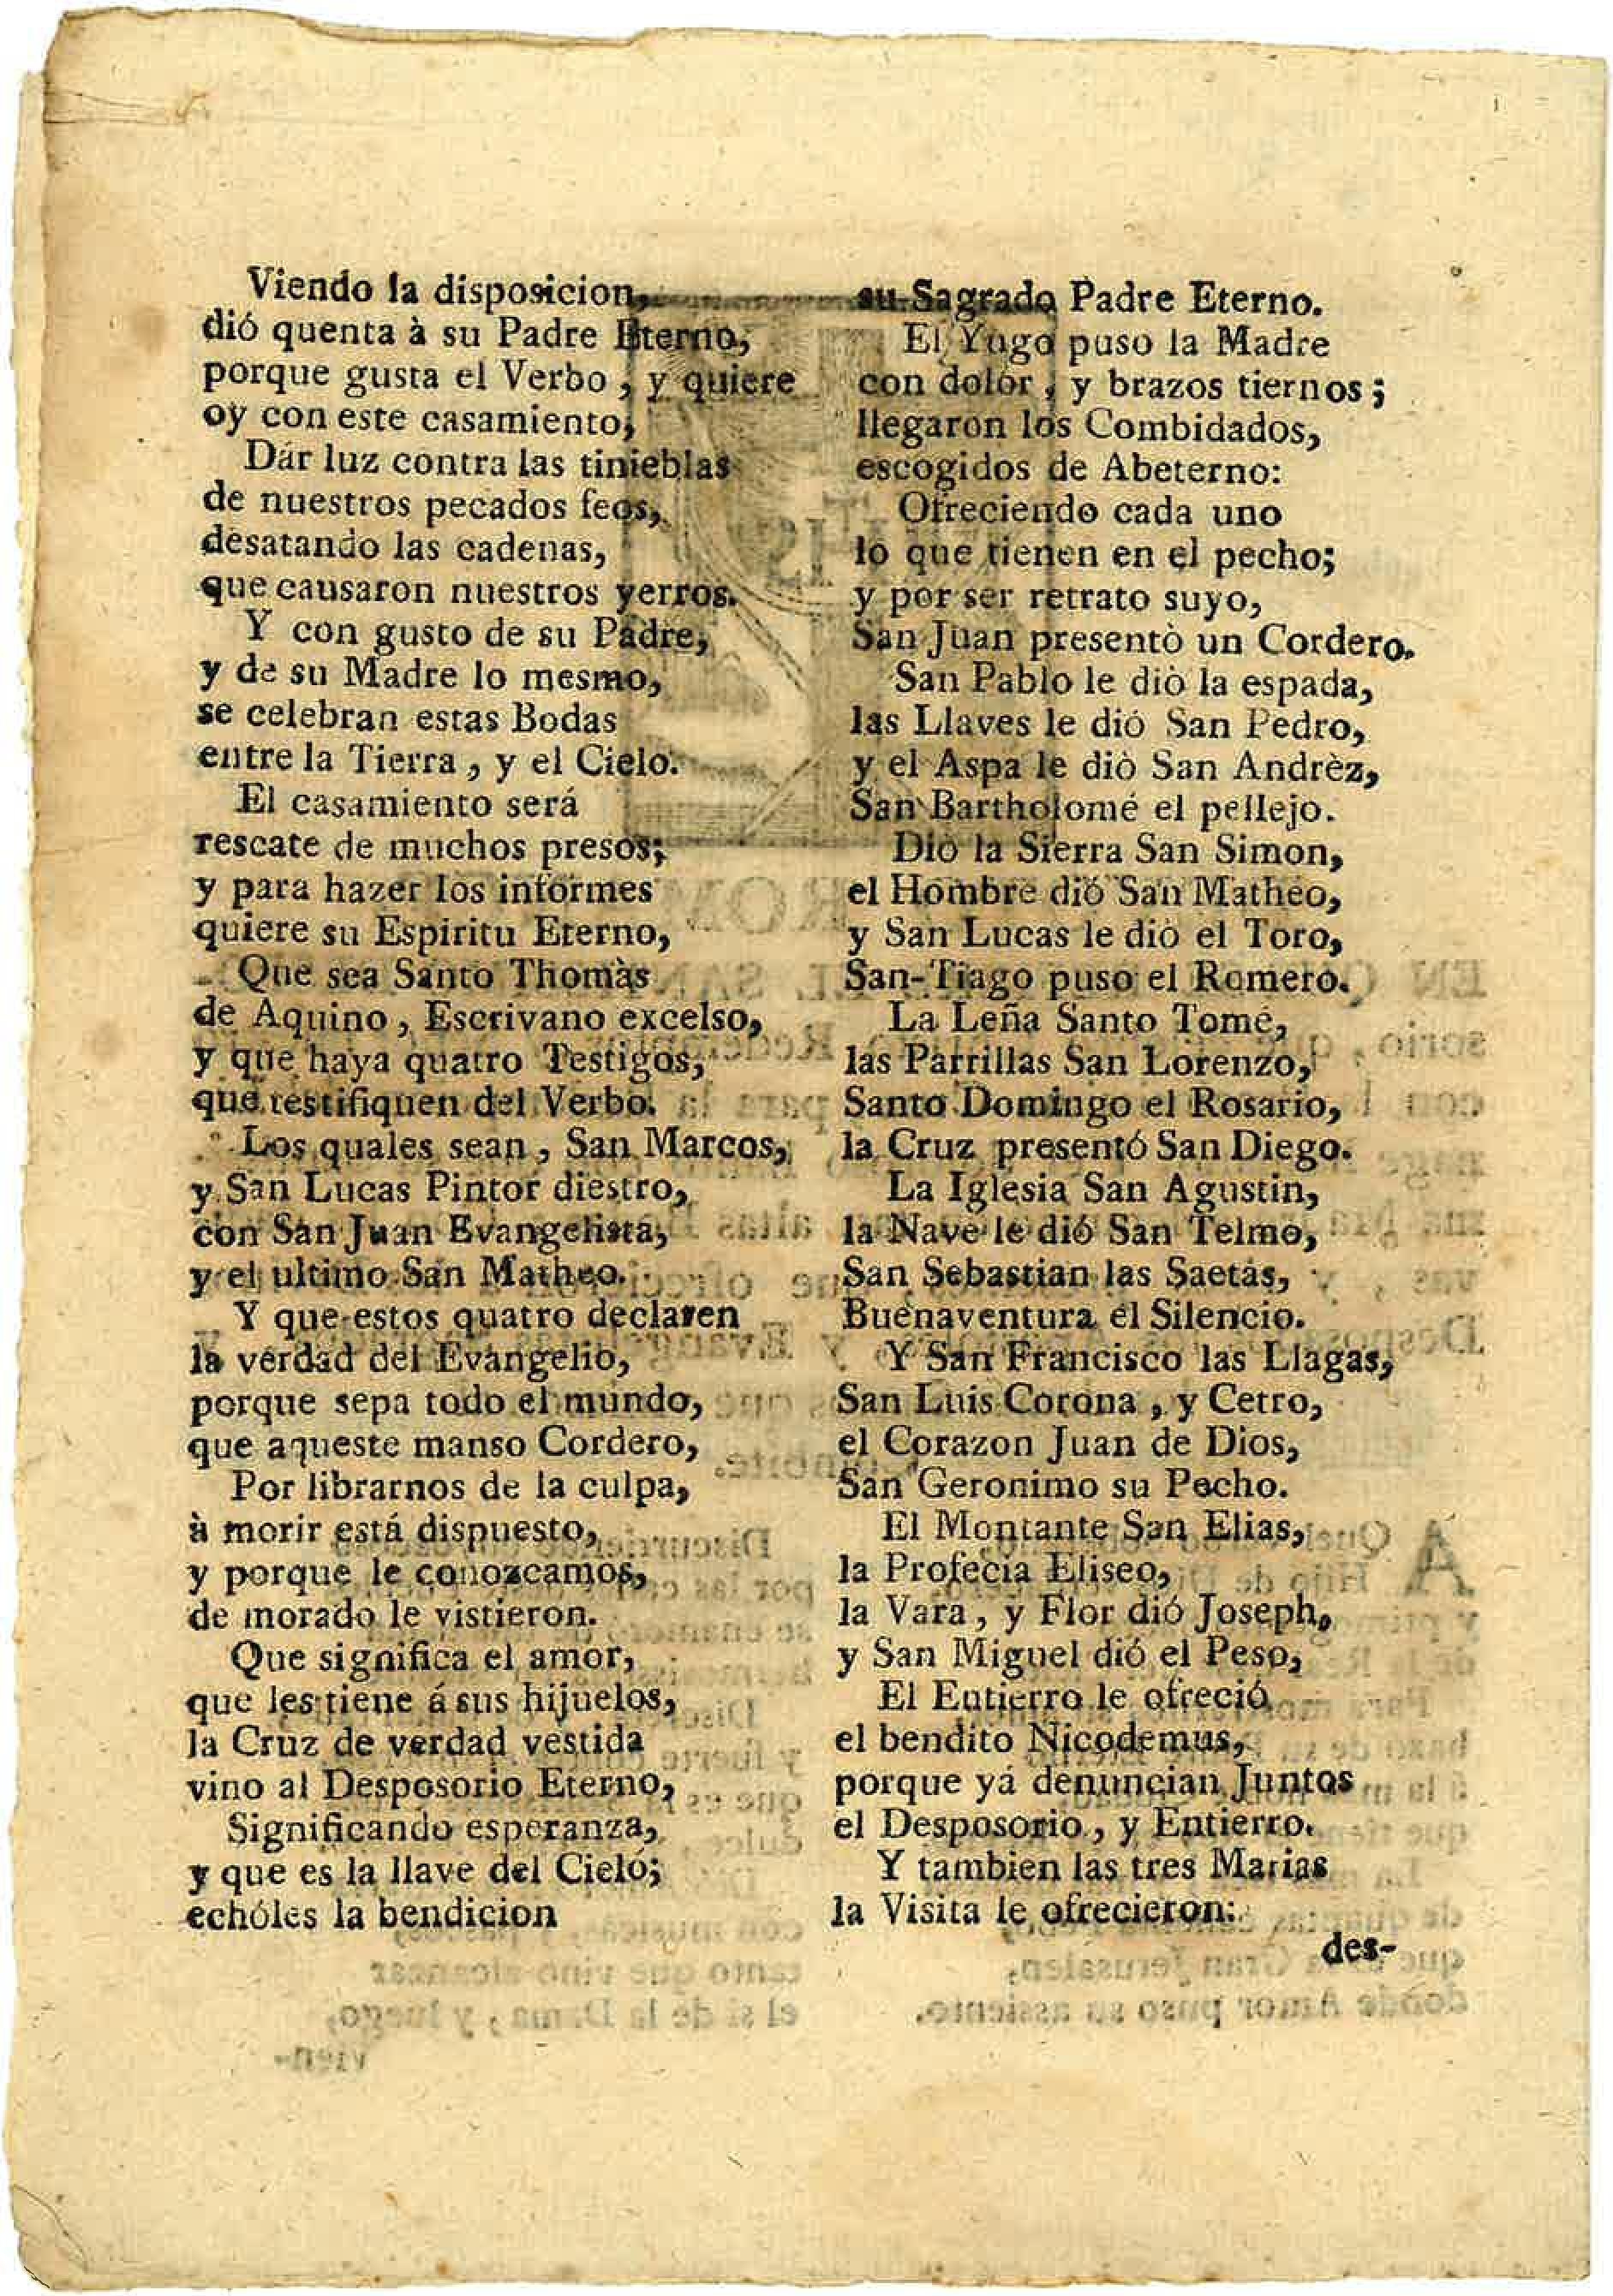 Viendo la disposicion,
dió quenta à su Padre Eterno,
porque gusta el Verbo, y quiere
oy con este casamiento,
Dár luz contra las tinieblas
de nuestros pecados feos,
desatando las cadenas,
que causaron nuestros yerros.
Y con gusto de su Padre,
y de su Madre lo mesmo,
se celebran estas Bodas
entre la Tierra, y el Cielo.
El casamiento será
rescate de muchos presos;
y para hazer los informes
quiere su Espiritu Eterno,
Que sea Santo Thomàs
de Aquino, Escrivano excelso,
y que haya quatro Testigos,
que testifiquen del Verbo.
Los quales sean, San Marcos,
y San Lucas Pintor diestro,
con San Juan Evangelista,
y el ultimo San Matheo.
Y que estos quatro declaren
la verdad del Evangelio,
porque sepa todo el mundo,
que aqueste manso Cordero,
Por librarnos de la culpa,
à morir está dispuesto,
y porque le conozcamos,
de morado le vistieron.
Que significa el amor,
que les tiene á sus hijuelos,
la Cruz de verdad vestida
vino al Desposorio Eterno,
Significando esperanza,
y que es la llave del Cielo;
echóles la bendicion
su Sagrado Padre Eterno.
El Yugo puso la Madre
con dolor, y brazos tiernos;
llegaron los Combidados,
escogidos de Abeterno:
Ofreciendo cada uno
lo que tienen en el pecho;
y por ser retrato suyo,
San Juan presentò un Cordero.
San Pablo le diò la espada,
las Llaves le dió San Pedro,
y el Aspa le diò San Andrèz,
San Bartholomé el pellejo.
Dió la Sierra San Simon,
el Hombre dió San Matheo,
y San Lucas le dió el Toro,
San-Tiago puso el Romero.
La Leña Santo Tomé,
las Parrillas San Lorenzo,
Santo Domingo el Rosario,
la Cruz presentó San Diego.
La Iglesia San Agustin,
la Nave le dió San Telmo,
San Sebastian las Saetas,
Buenaventura el Silencio.
Y San Francisco las Llagas,
San Luis Corona, y Cetro,
el Corazon Juan de Dios,
San Geronimo su Pecho.
El Montante San Elias,
la Profecia Eliseo,
la Vara, y Flor dió Joseph,
y San Miguel dió el Peso,
El Entierro le ofreció
el bendito Nicodemus,
porque yá denuncian Juntos
el Desposorio, y Entierro.
Y tambien las tres Marias
la Visita le ofrecieron:
des-